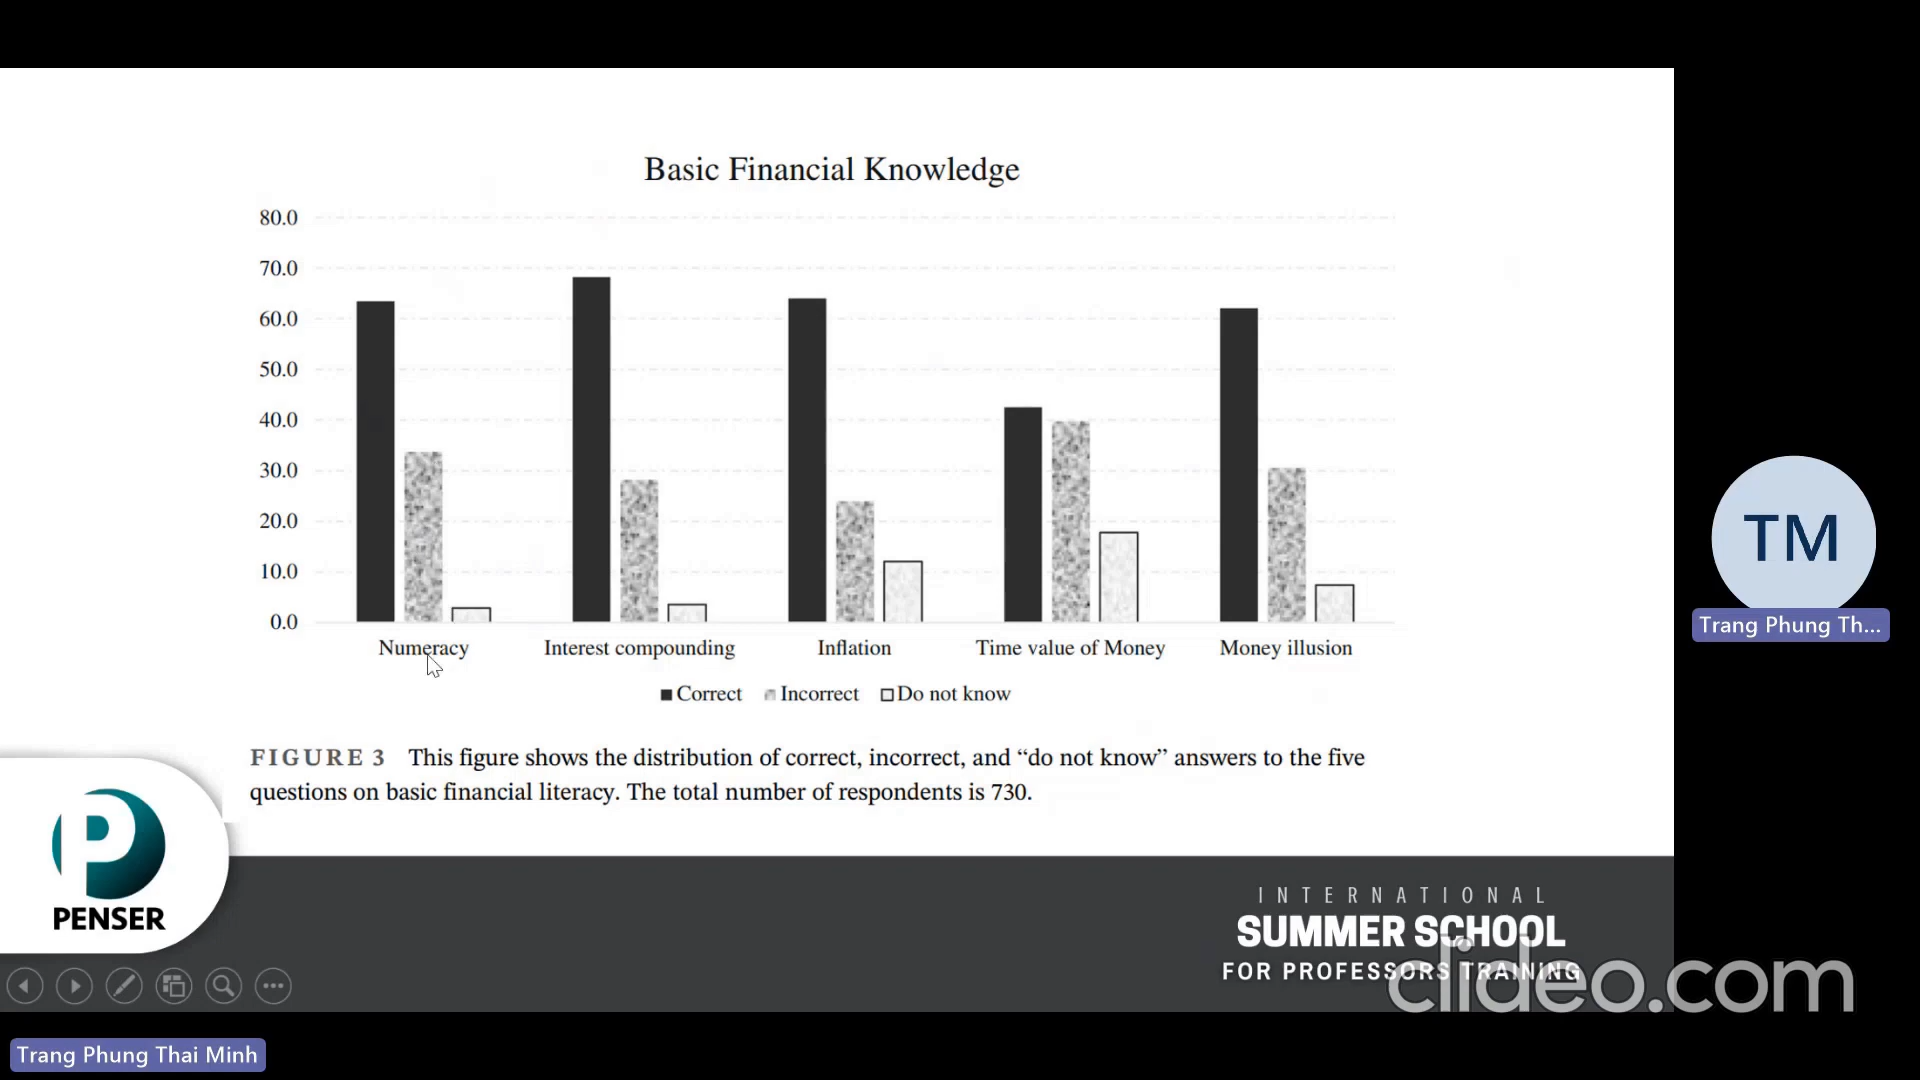 Basic Financial Knowledge
80.0
70.0
60.0
50.0
40.0
30.0
20.0
10.0
0.0
Numeracy Interest compounding Inflation Time value of Money Money illusion
Correct Incorrect Do not know
FIGURE 3 This figure shows the distribution of correct, incorrect, and “do not know” answers to the five
questions on basic financial literacy. The total number of respondents is 730.
P
PENSER
INTERNATIONAL
SUMMER SCHOOL
FOR PROFESSORS TRAINING
clideo.com
TM
Trang Phung Th...
Trang Phung Thai Minh